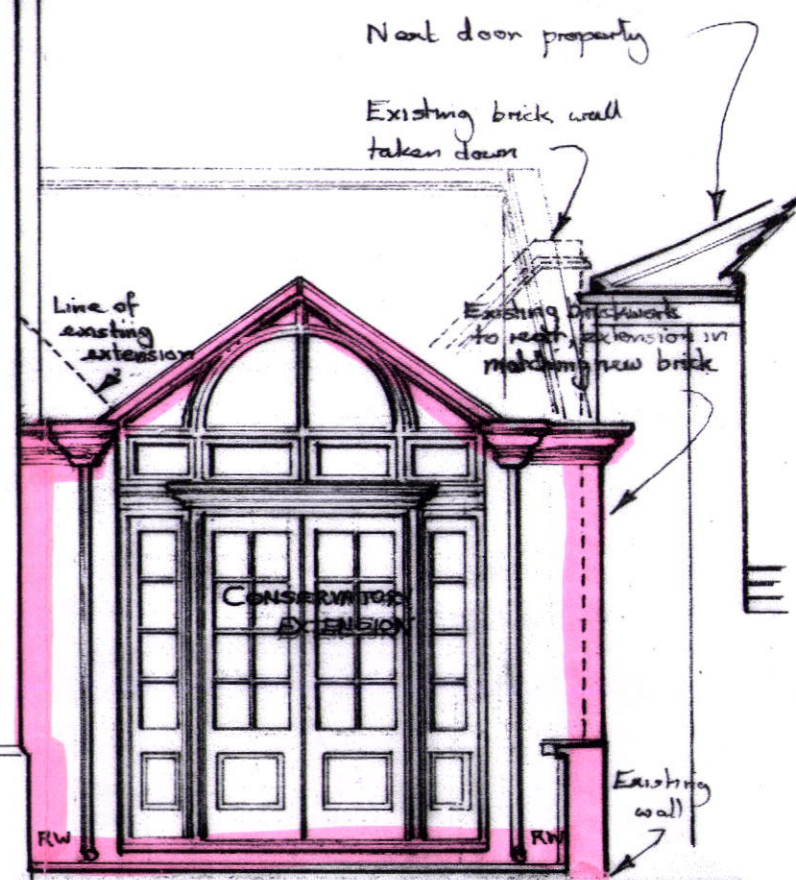 Next door property
Existing brick wall
taken down
Line of
existing
extension
Existing brickwork
to rear, extension in
matching new brick
CONSERVATORY
EXTENSION
Existing
wall
RW
RW